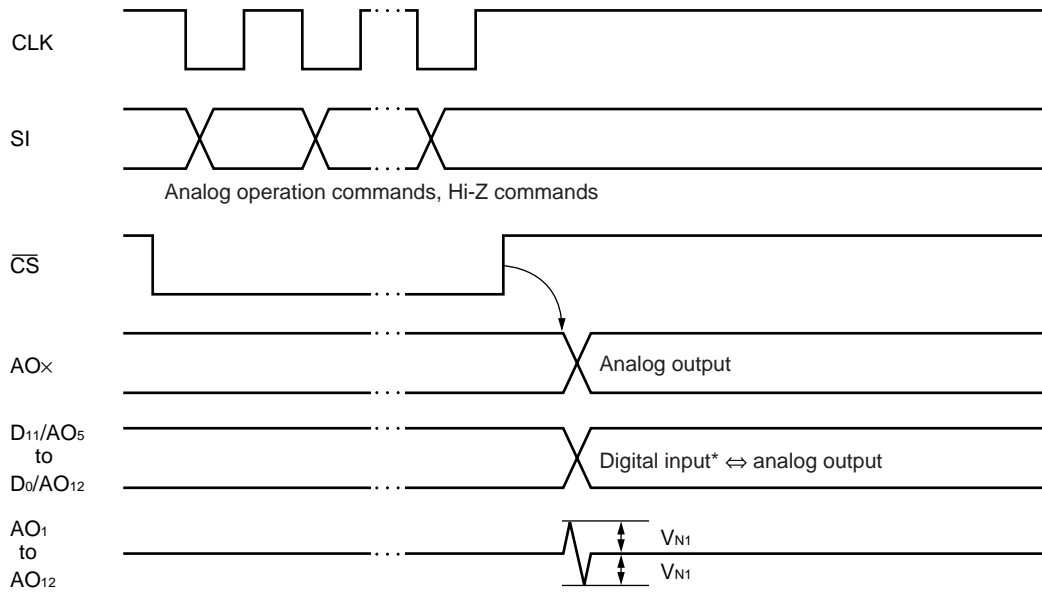 CLK
SI
Analog operation commands, Hi-Z commands
C̅S̅
AO×
Analog output
D11/AO5
to
D0/AO12
Digital input* ⇔ analog output
AO1
to
AO12
VN1
VN1